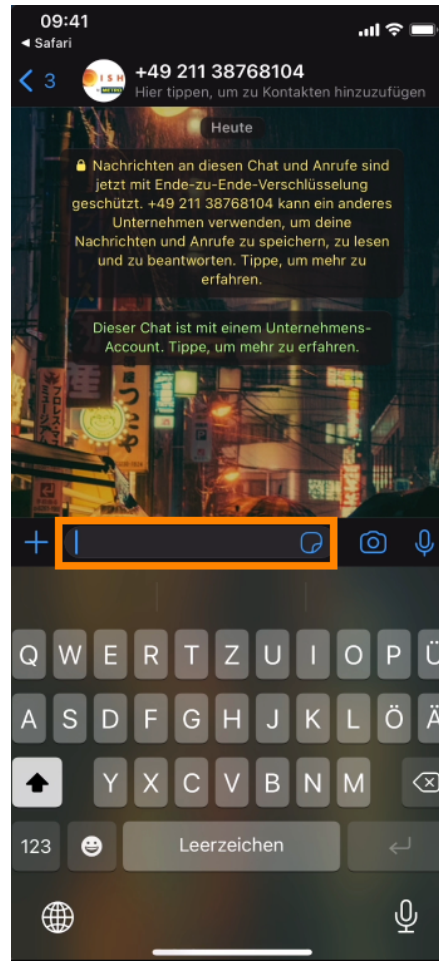 09:41
◀ Safari
3
ISH
METRO
+49 211 38768104
Hier tippen, um zu Kontakten hinzuzufügen
Heute
Nachrichten an diesen Chat und Anrufe sind
jetzt mit Ende-zu-Ende-Verschlüsselung
geschützt. +49 211 38768104 kann ein anderes
Unternehmen verwenden, um deine
Nachrichten und Anrufe zu speichern, zu lesen
und zu beantworten. Tippe, um mehr zu
erfahren.
Dieser Chat ist mit einem Unternehmens-
Account. Tippe, um mehr zu erfahren.
Q W E R T Z U I O P Ü
A S D F G H J K L Ö Ä
Y X C V B N M
123 Leerzeichen